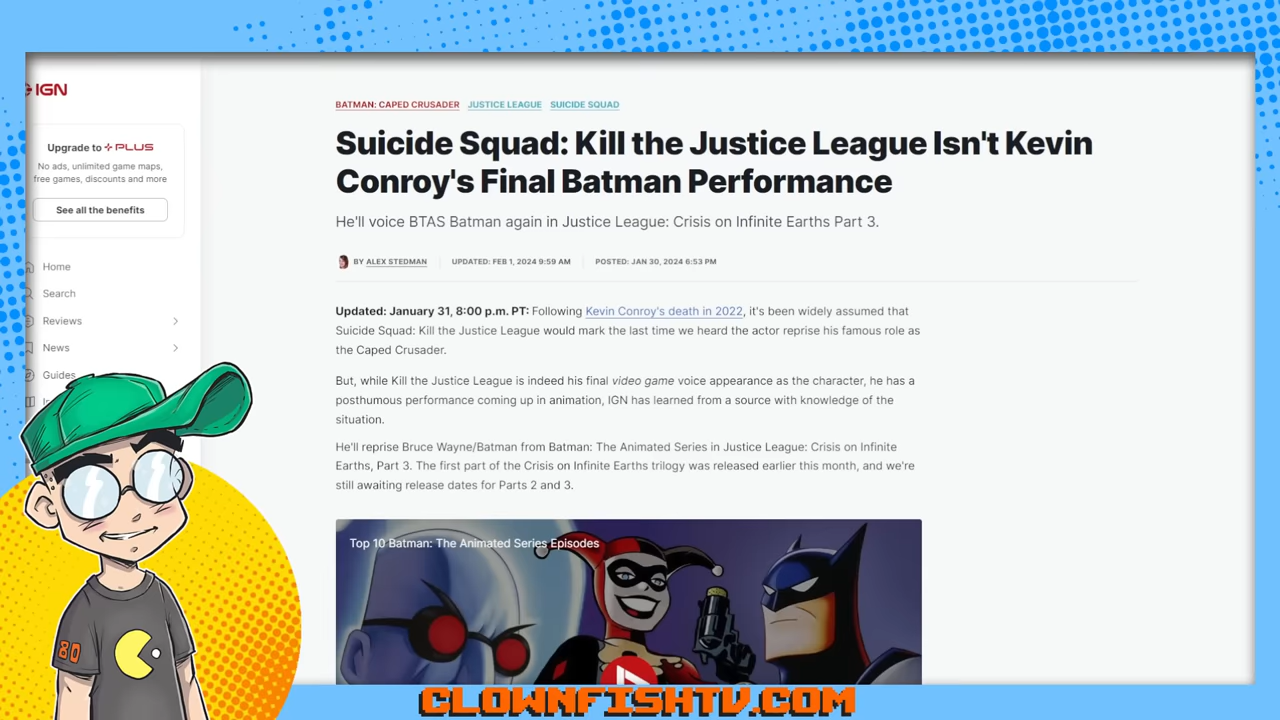 IGN
Upgrade to PLUS
No ads, unlimited game maps,
free games, discounts and more
See all the benefits
Home
Search
Reviews
News
Guides
BATMAN: CAPED CRUSADER JUSTICE LEAGUE SUICIDE SQUAD
Suicide Squad: Kill the Justice League Isn't Kevin
Conroy's Final Batman Performance
He'll voice BTAS Batman again in Justice League: Crisis on Infinite Earths Part 3.
BY ALEX STEDMAN UPDATED: FEB 1, 2024 9:59 AM POSTED: JAN 30, 2024 6:53 PM
Updated: January 31, 8:00 p.m. PT: Following Kevin Conroy's death in 2022, it's been widely assumed that
Suicide Squad: Kill the Justice League would mark the last time we heard the actor reprise his famous role as
the Caped Crusader.
But, while Kill the Justice League is indeed his final video game voice appearance as the character, he has a
posthumous performance coming up in animation, IGN has learned from a source with knowledge of the
situation.
He'll reprise Bruce Wayne/Batman from Batman: The Animated Series in Justice League: Crisis on Infinite
Earths, Part 3. The first part of the Crisis on Infinite Earths trilogy was released earlier this month, and we're
still awaiting release dates for Parts 2 and 3.
Top 10 Batman: The Animated Series Episodes
80
CLOWNFISHTV.COM